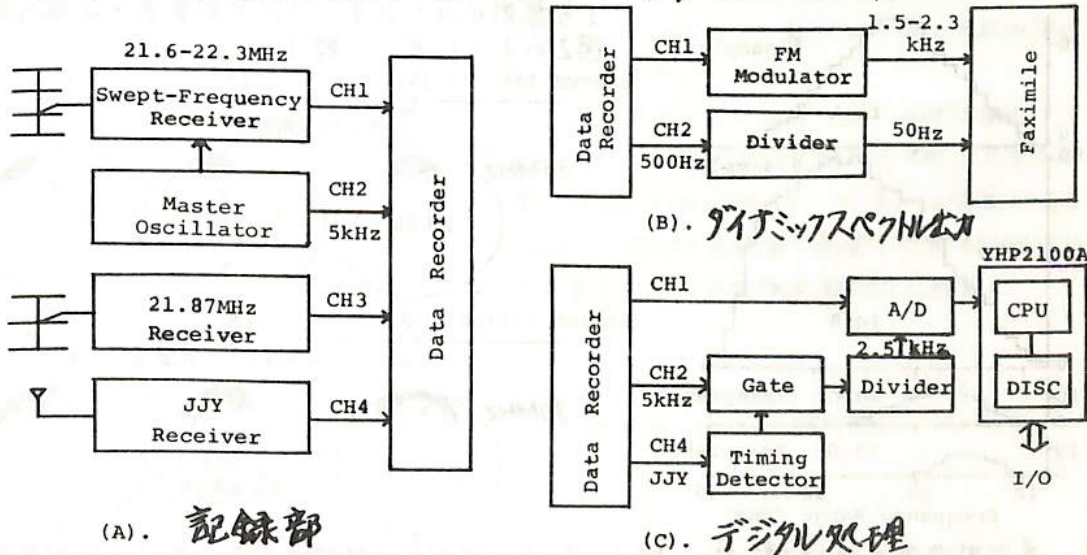 21.6-22.3MHz
Swept-Frequency
Receiver
CH1
Master
Oscillator
CH2
5kHz
21.87MHz
Receiver
CH3
JJY
Receiver
CH4
Data Recorder
(A). 記録部
Data
Recorder
CH1
FM
Modulator
1.5-2.3
kHz
CH2
500Hz
Divider
50Hz
Faximile
(B). ダイナミックスペクトル出力
Data Recorder
CH1
A/D
YHP2100A
CPU
2.5 kHz
CH2
5kHz
Gate
Divider
DISC
CH4
JJY
Timing
Detector
I/O
(C). デジタル処理